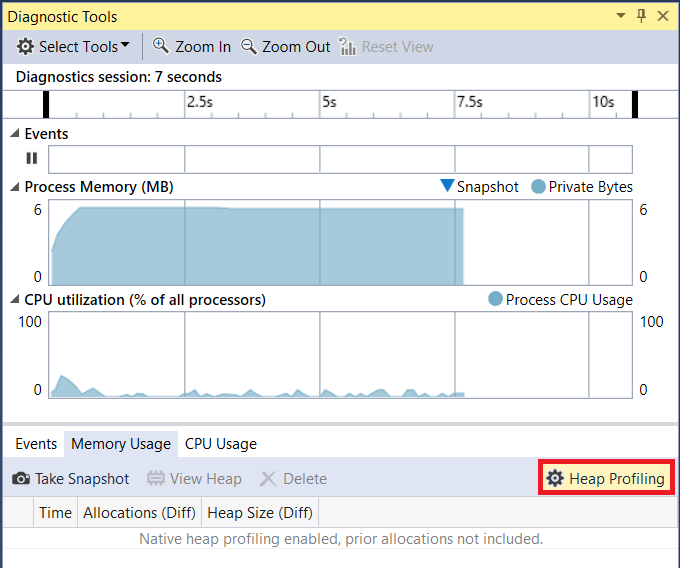 Diagnostic Tools
Select Tools Zoom In Zoom Out Reset View
Diagnostics session: 7 seconds
2.5s 5s 7.5s 10s
Events
Process Memory (MB) Snapshot Private Bytes
6 6
0 0
CPU utilization (% of all processors) Process CPU Usage
100 100
0 0
Events Memory Usage CPU Usage
Take Snapshot View Heap Delete Heap Profiling
Time Allocations (Diff) Heap Size (Diff)
Native heap profiling enabled, prior allocations not included.